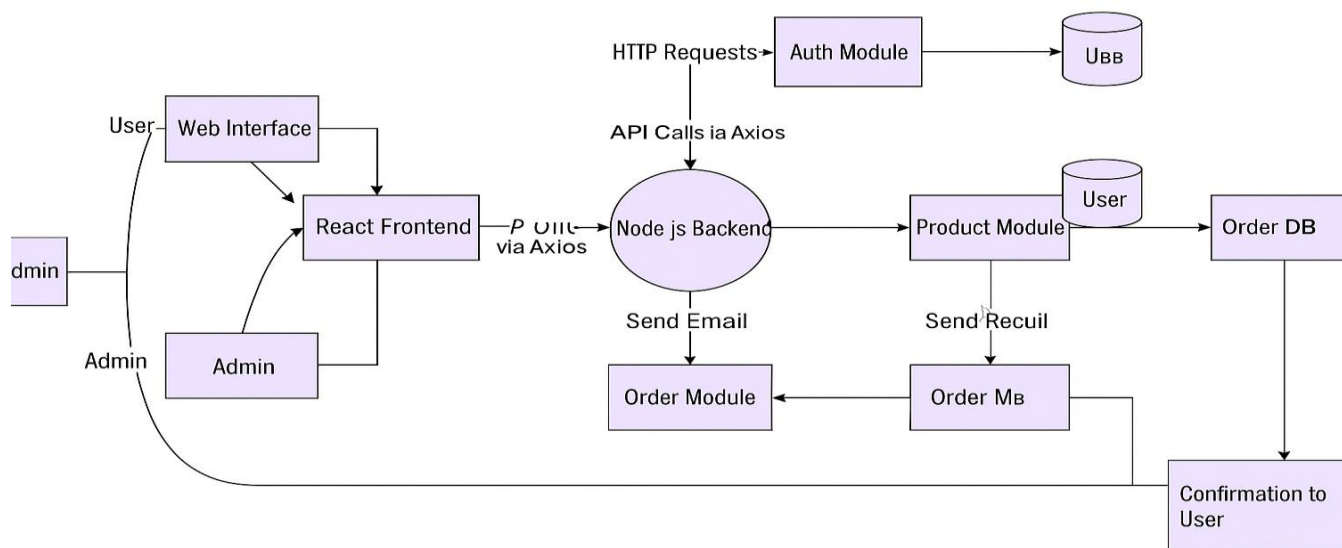 HTTP Requests
Auth Module
UBB
User
Web Interface
API Calls ia Axios
React Frontend
via Axios
Node js Backend
Product Module
User
Order DB
dmin
Send Email
Send Recuil
Admin
Admin
Order Module
Order MB
Confirmation to
User